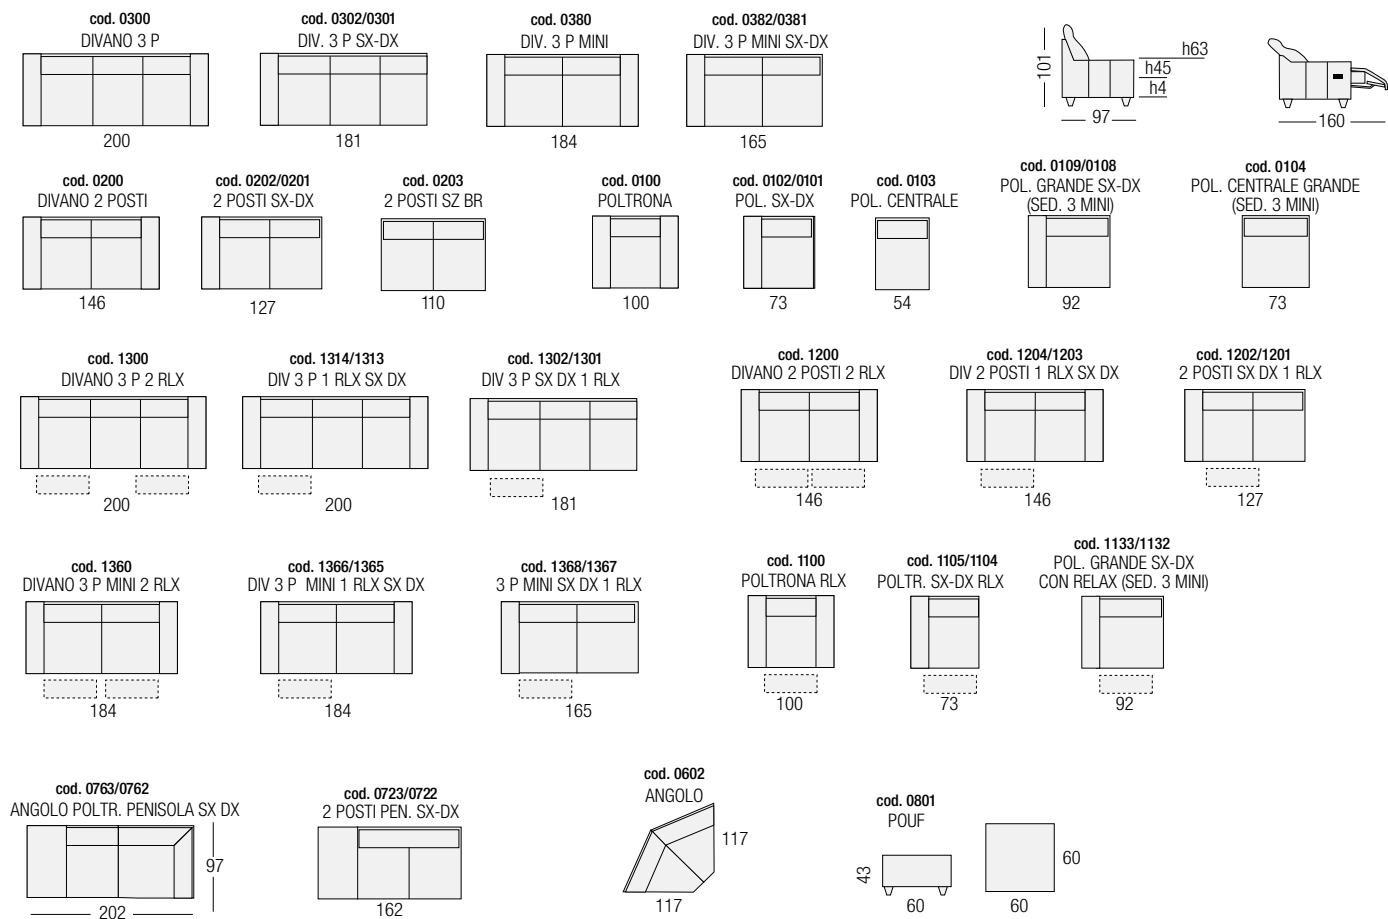 cod. 0300
DIVANO 3 P
200
cod. 0302/0301
DIV. 3 P SX-DX
181
cod. 0380
DIV. 3 P MINI
184
cod. 0382/0381
DIV. 3 P MINI SX-DX
165
101
h63
h45
h4
97
160
cod. 0200
DIVANO 2 POSTI
146
cod. 0202/0201
2 POSTI SX-DX
127
cod. 0203
2 POSTI SZ BR
110
cod. 0100
POLTRONA
100
cod. 0102/0101
POL. SX-DX
73
cod. 0103
POL. CENTRALE
54
cod. 0109/0108
POL. GRANDE SX-DX
(SED. 3 MINI)
92
cod. 0104
POL. CENTRALE GRANDE
(SED. 3 MINI)
73
cod. 1300
DIVANO 3 P 2 RLX
200
cod. 1314/1313
DIV 3 P 1 RLX SX DX
200
cod. 1302/1301
DIV 3 P SX DX 1 RLX
181
cod. 1200
DIVANO 2 POSTI 2 RLX
146
cod. 1204/1203
DIV 2 POSTI 1 RLX SX DX
146
cod. 1202/1201
2 POSTI SX DX 1 RLX
127
cod. 1360
DIVANO 3 P MINI 2 RLX
184
cod. 1366/1365
DIV 3 P MINI 1 RLX SX DX
184
cod. 1368/1367
3 P MINI SX DX 1 RLX
165
cod. 1100
POLTRONA RLX
100
cod. 1105/1104
POLTR. SX-DX RLX
73
cod. 1133/1132
POL. GRANDE SX-DX
CON RELAX (SED. 3 MINI)
92
cod. 0763/0762
ANGOLO POLTR. PENISOLA SX DX
97
202
cod. 0723/0722
2 POSTI PEN. SX-DX
162
cod. 0602
ANGOLO
117
117
cod. 0801
POUF
43
60
60
60